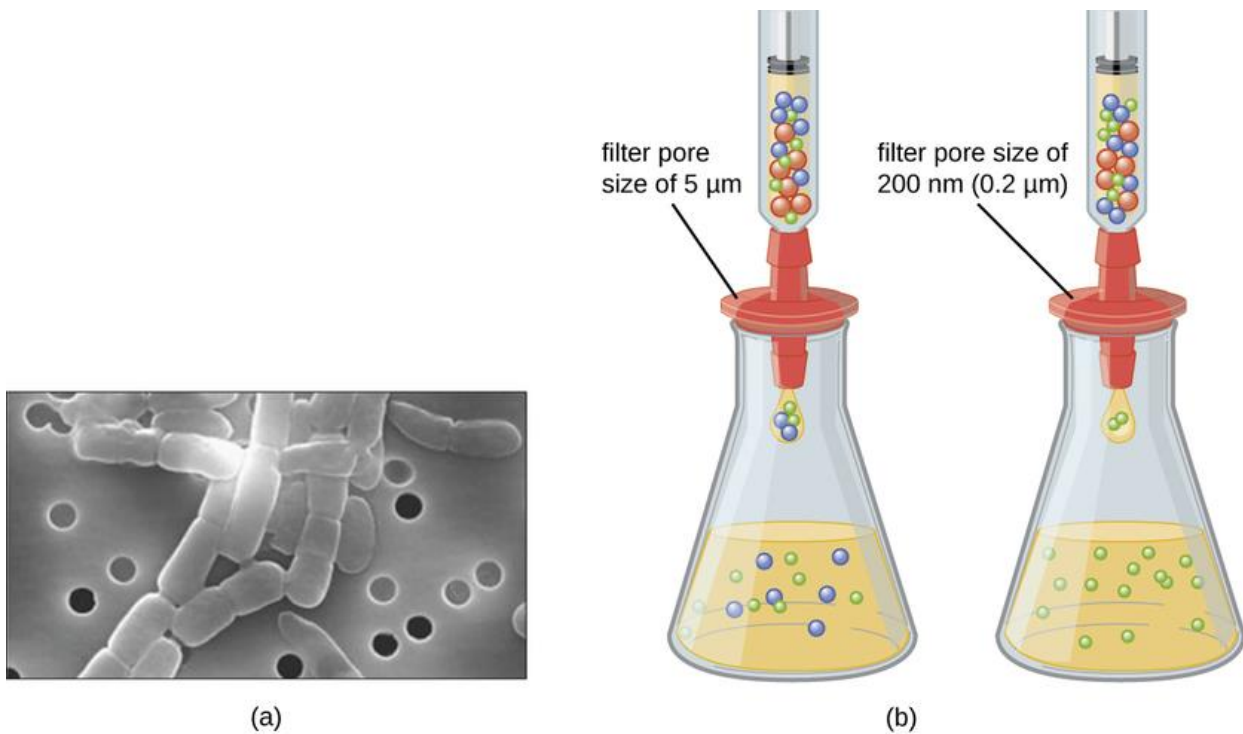 filter pore
size of 5 µm
filter pore size of
200 nm (0.2 µm)
(a)
(b)